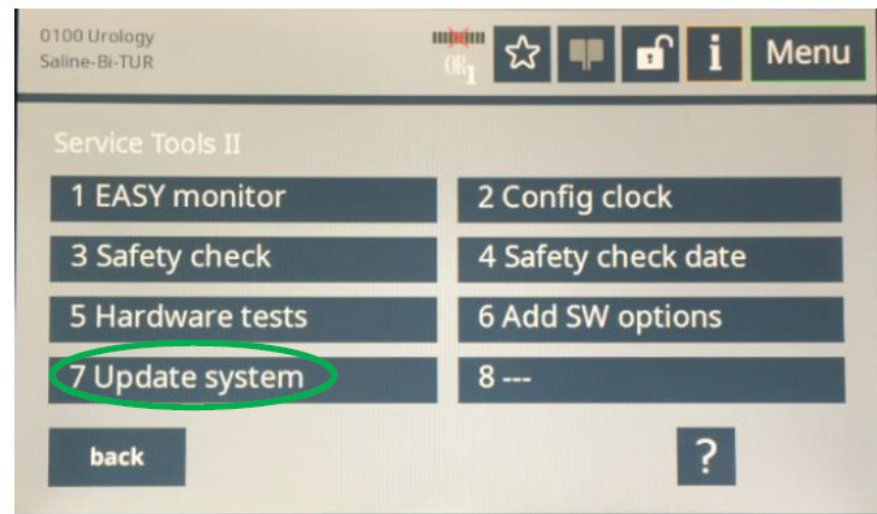 0100 Urology
Saline-Bi-TUR
OR1
i
Menu
Service Tools II
1 EASY monitor
2 Config clock
3 Safety check
4 Safety check date
5 Hardware tests
6 Add SW options
7 Update system
8 ---
back
?